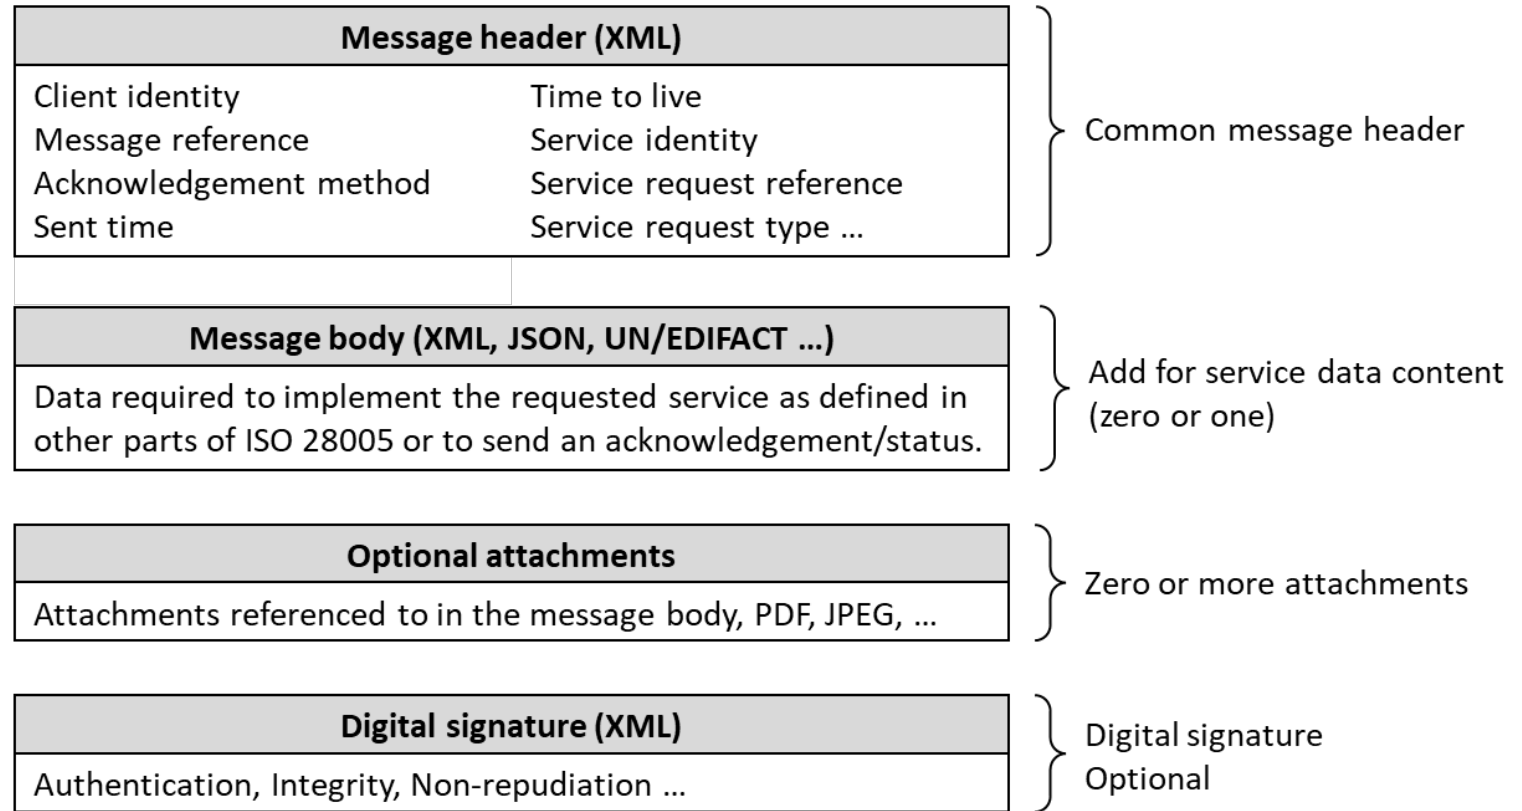 Message header (XML)
Client identity
Message reference
Acknowledgement method
Sent time
Time to live
Service identity
Service request reference
Service request type ...
Common message header
Message body (XML, JSON, UN/EDIFACT ...)
Data required to implement the requested service as defined in
other parts of ISO 28005 or to send an acknowledgement/status.
Add for service data content
(zero or one)
Optional attachments
Attachments referenced to in the message body, PDF, JPEG, ...
Zero or more attachments
Digital signature (XML)
Authentication, Integrity, Non-repudiation ...
Digital signature
Optional